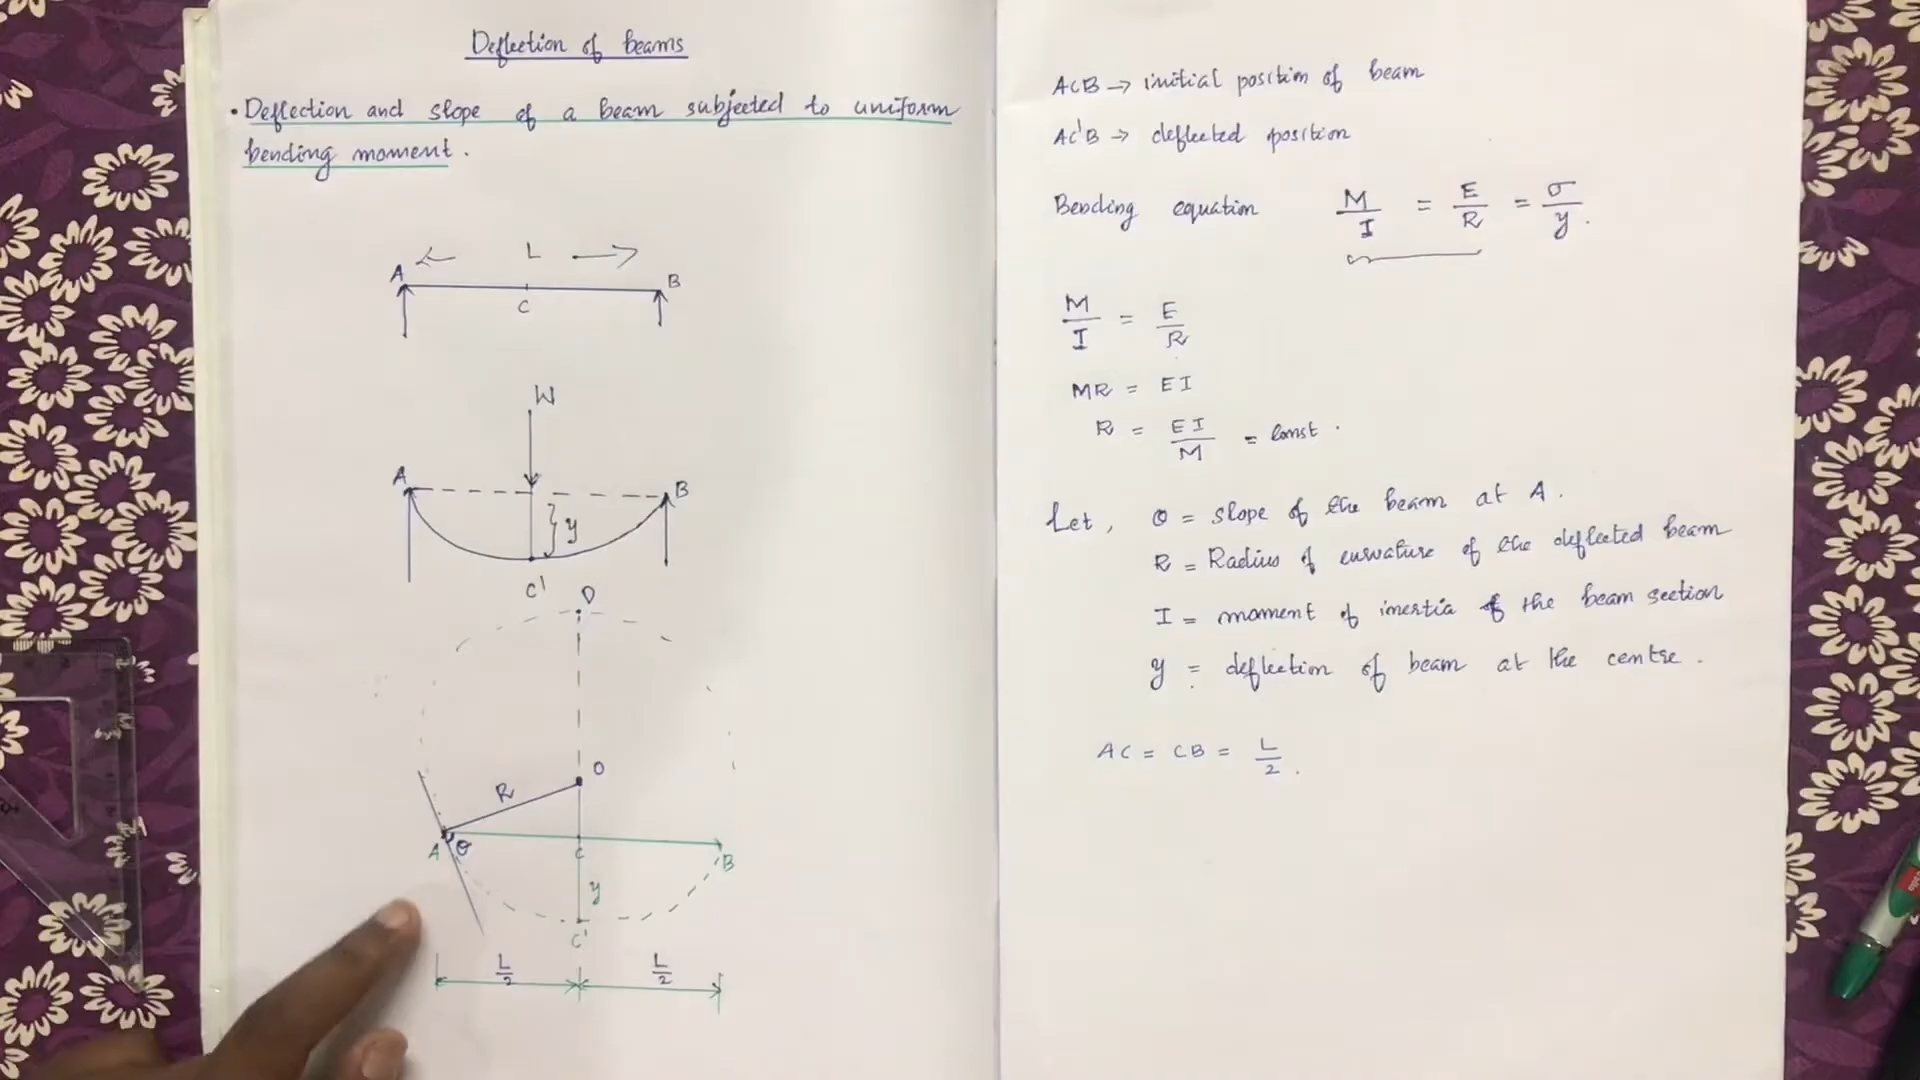 Deflection of beams
• Deflection and slope of a beam subjected to uniform
bending moment.
L
A B
C
W
A B
y
C'
D
O
R
A θ C B
y
C'
L/2 L/2
ACB → initial position of beam
AC'B → deflected position
Bending equation M/I = E/R = σ/y.
M/I = E/R
MR = EI
R = EI/M = const.
Let, θ = slope of the beam at A.
R = Radius of curvature of the deflected beam
I = moment of inertia of the beam section
y = deflection of beam at the centre.
AC = CB = L/2.